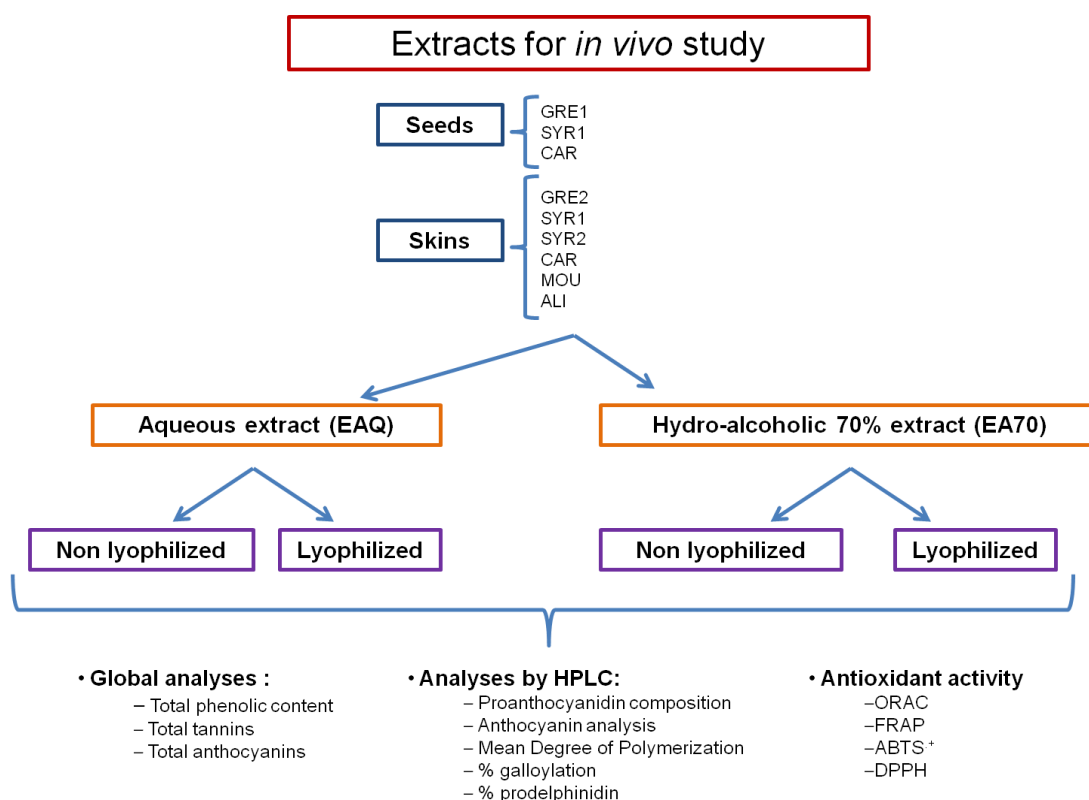 Extracts for in vivo study
Seeds
GRE1
SYR1
CAR
Skins
GRE2
SYR1
SYR2
CAR
MOU
ALI
Aqueous extract (EAQ)
Hydro-alcoholic 70% extract (EA70)
Non lyophilized
Lyophilized
Non lyophilized
Lyophilized
• Global analyses :
– Total phenolic content
– Total tannins
– Total anthocyanins
• Analyses by HPLC:
– Proanthocyanidin composition
– Anthocyanin analysis
– Mean Degree of Polymerization
– % galloylation
– % prodelphinidin
• Antioxidant activity
–ORAC
–FRAP
–ABTS·⁺
–DPPH